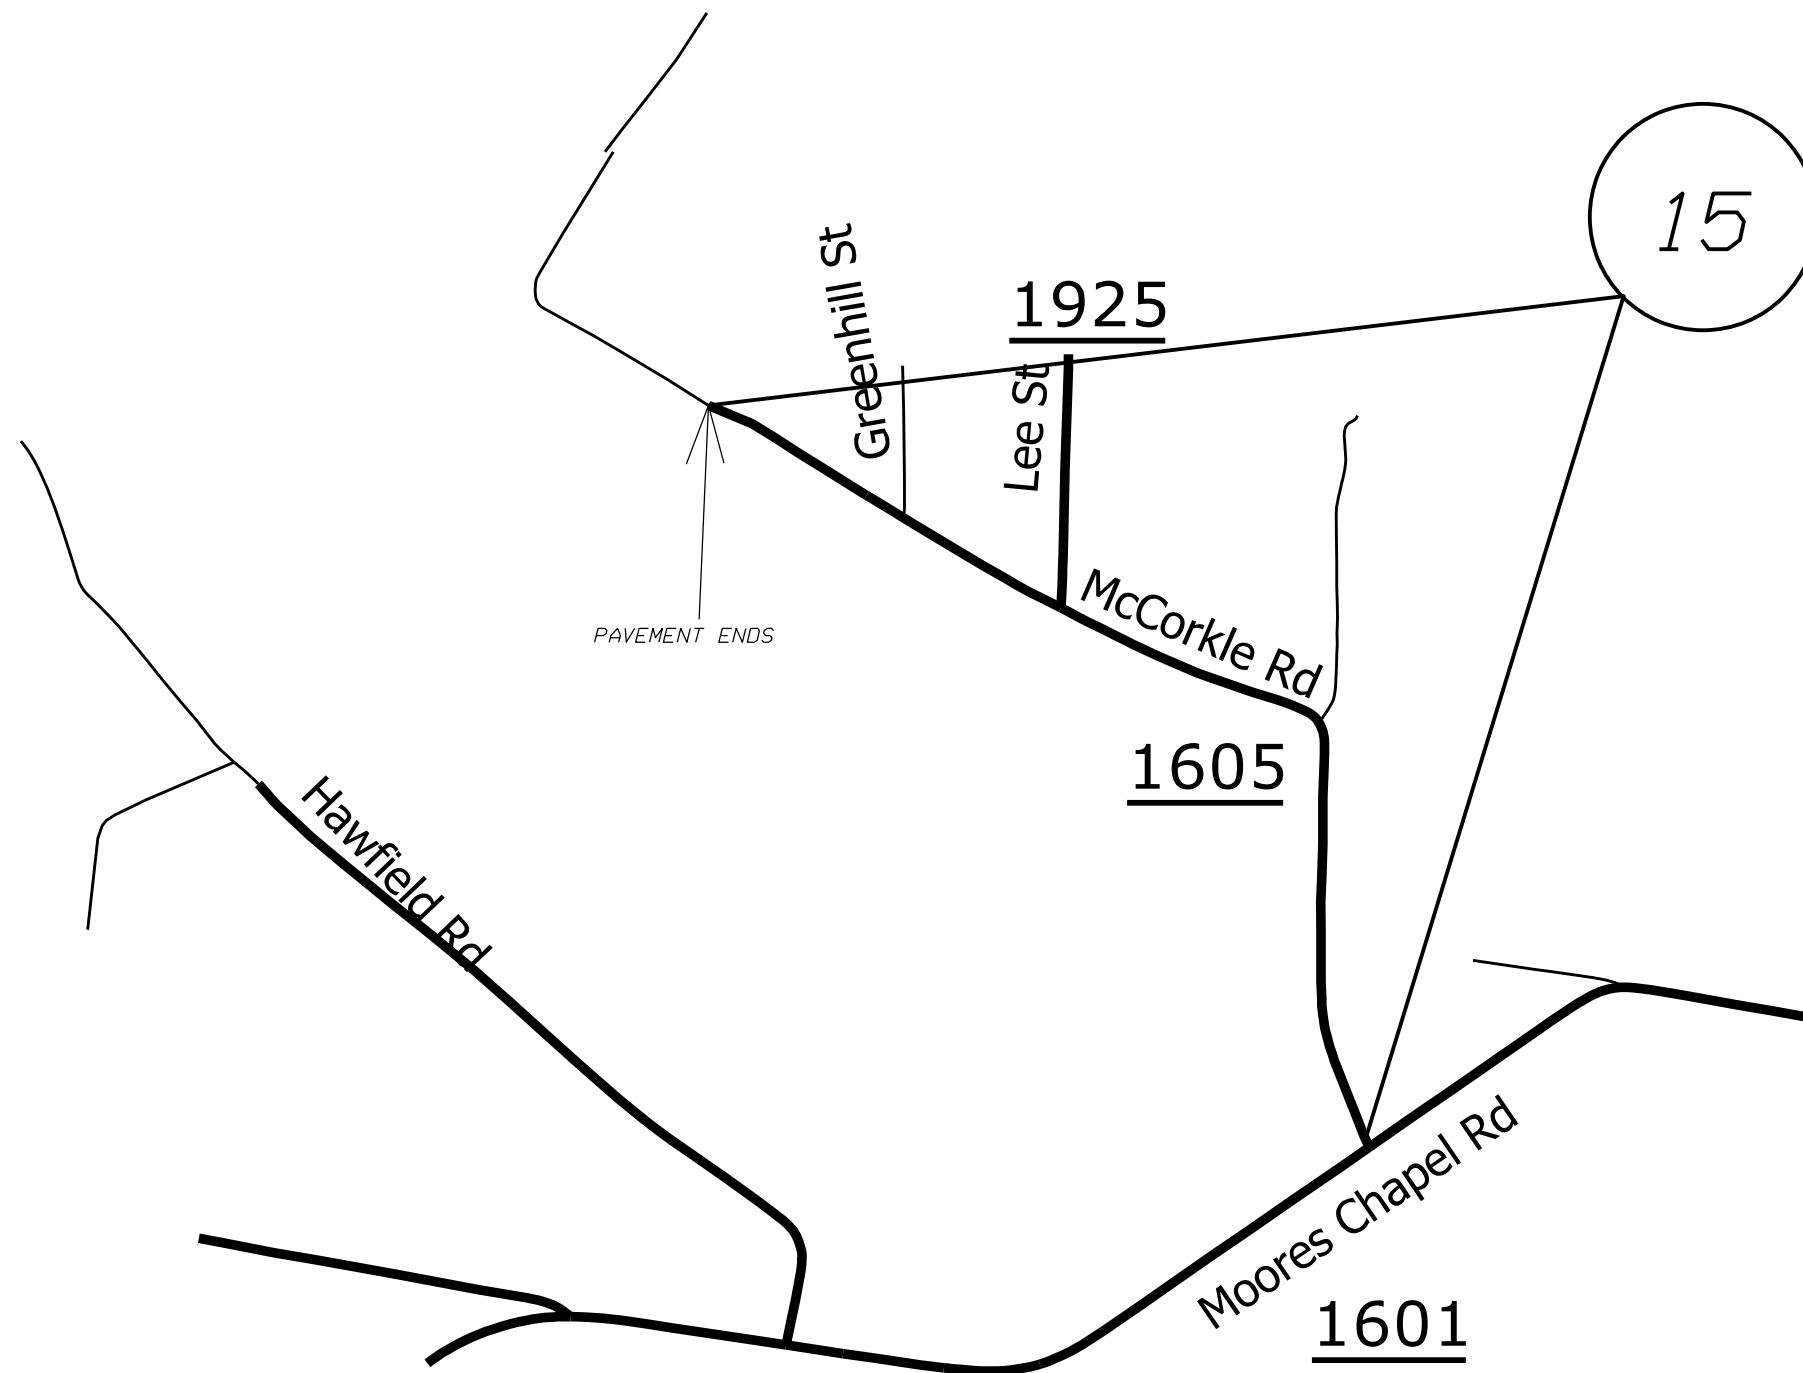 15
Greenhill St
1925
Lee St
McCorkle Rd
PAVEMENT ENDS
1605
Hawfield Rd
Moores Chapel Rd
1601